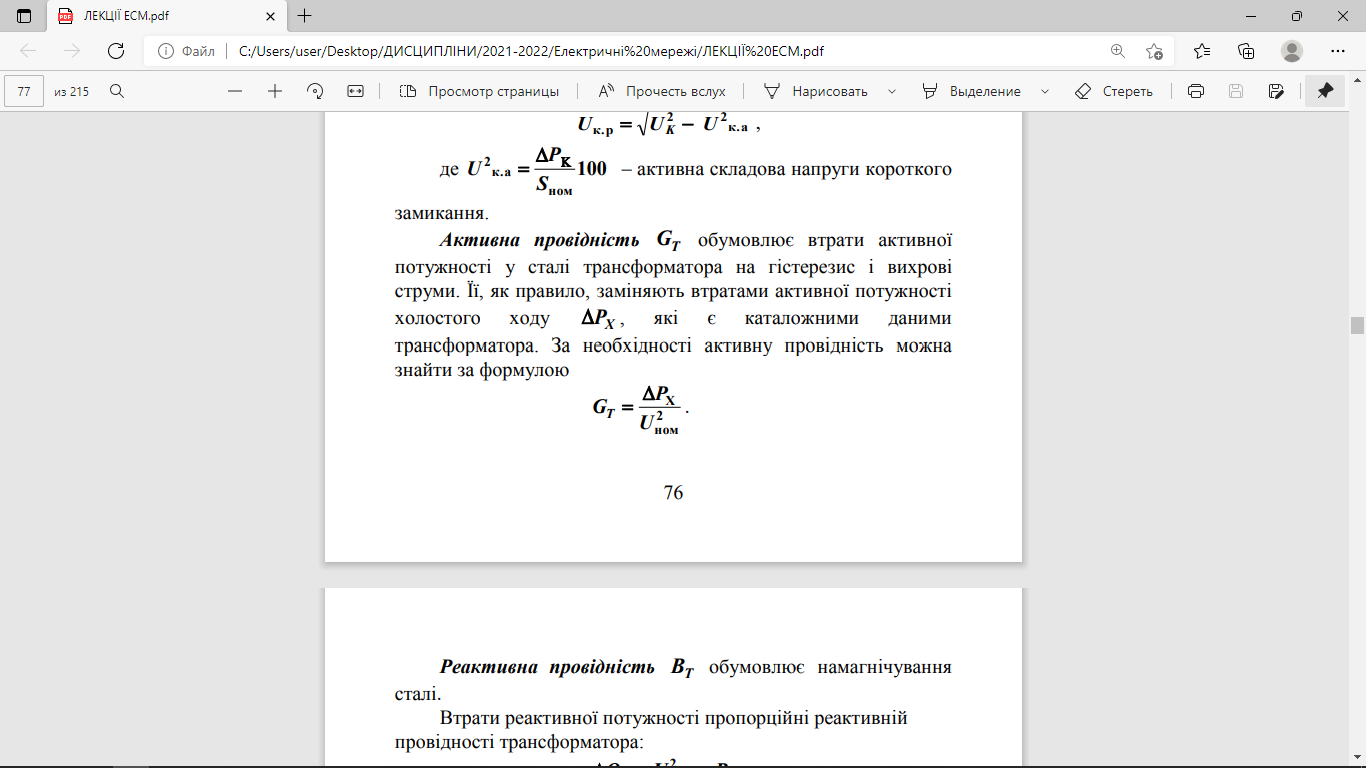 ЛЕКЦІЇ ЕСМ.pdf
Файл C:/Users/user/Desktop/ДИСЦИПЛІНИ/2021-2022/Електричні%20мережі/ЛЕКЦІЇ%20ЕСМ.pdf
77 из 215 Просмотр страницы Прочесть вслух Нарисовать Выделение Стереть
U к.р = √U²K − U² к.а ,
де U² к.а = ΔPK / Sном 100 – активна складова напруги короткого
замикання.
Активна провідність GT обумовлює втрати активної
потужності у сталі трансформатора на гістерезис і вихрові
струми. Її, як правило, заміняють втратами активної потужності
холостого ходу ΔPX , які є каталожними даними
трансформатора. За необхідності активну провідність можна
знайти за формулою
GT = ΔPX / U²ном .
76
Реактивна провідність BT обумовлює намагнічування
сталі.
Втрати реактивної потужності пропорційні реактивній
провідності трансформатора: